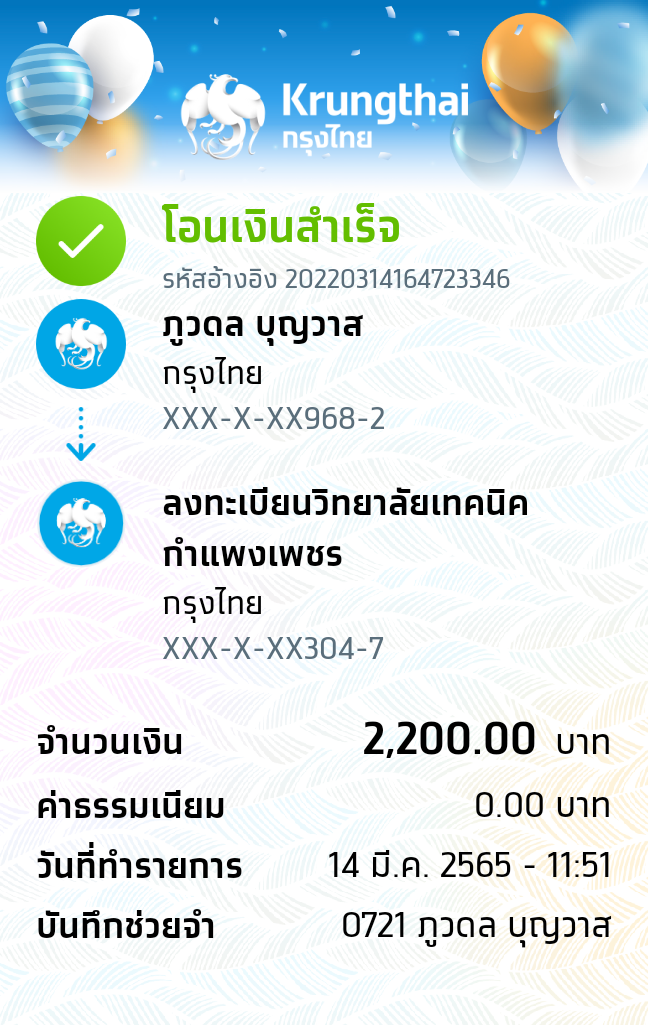 Krungthai
กรุงไทย
โอนเงินสำเร็จ
รหัสอ้างอิง 20220314164723346
ภูวดล บุญวาส
กรุงไทย
XXX-X-XX968-2
ลงทะเบียนวิทยาลัยเทคนิค
กำแพงเพชร
กรุงไทย
XXX-X-XX304-7
จำนวนเงิน 2,200.00 บาท
ค่าธรรมเนียม 0.00 บาท
วันที่ทำรายการ 14 มี.ค. 2565 - 11:51
บันทึกช่วยจำ 0721 ภูวดล บุญวาส